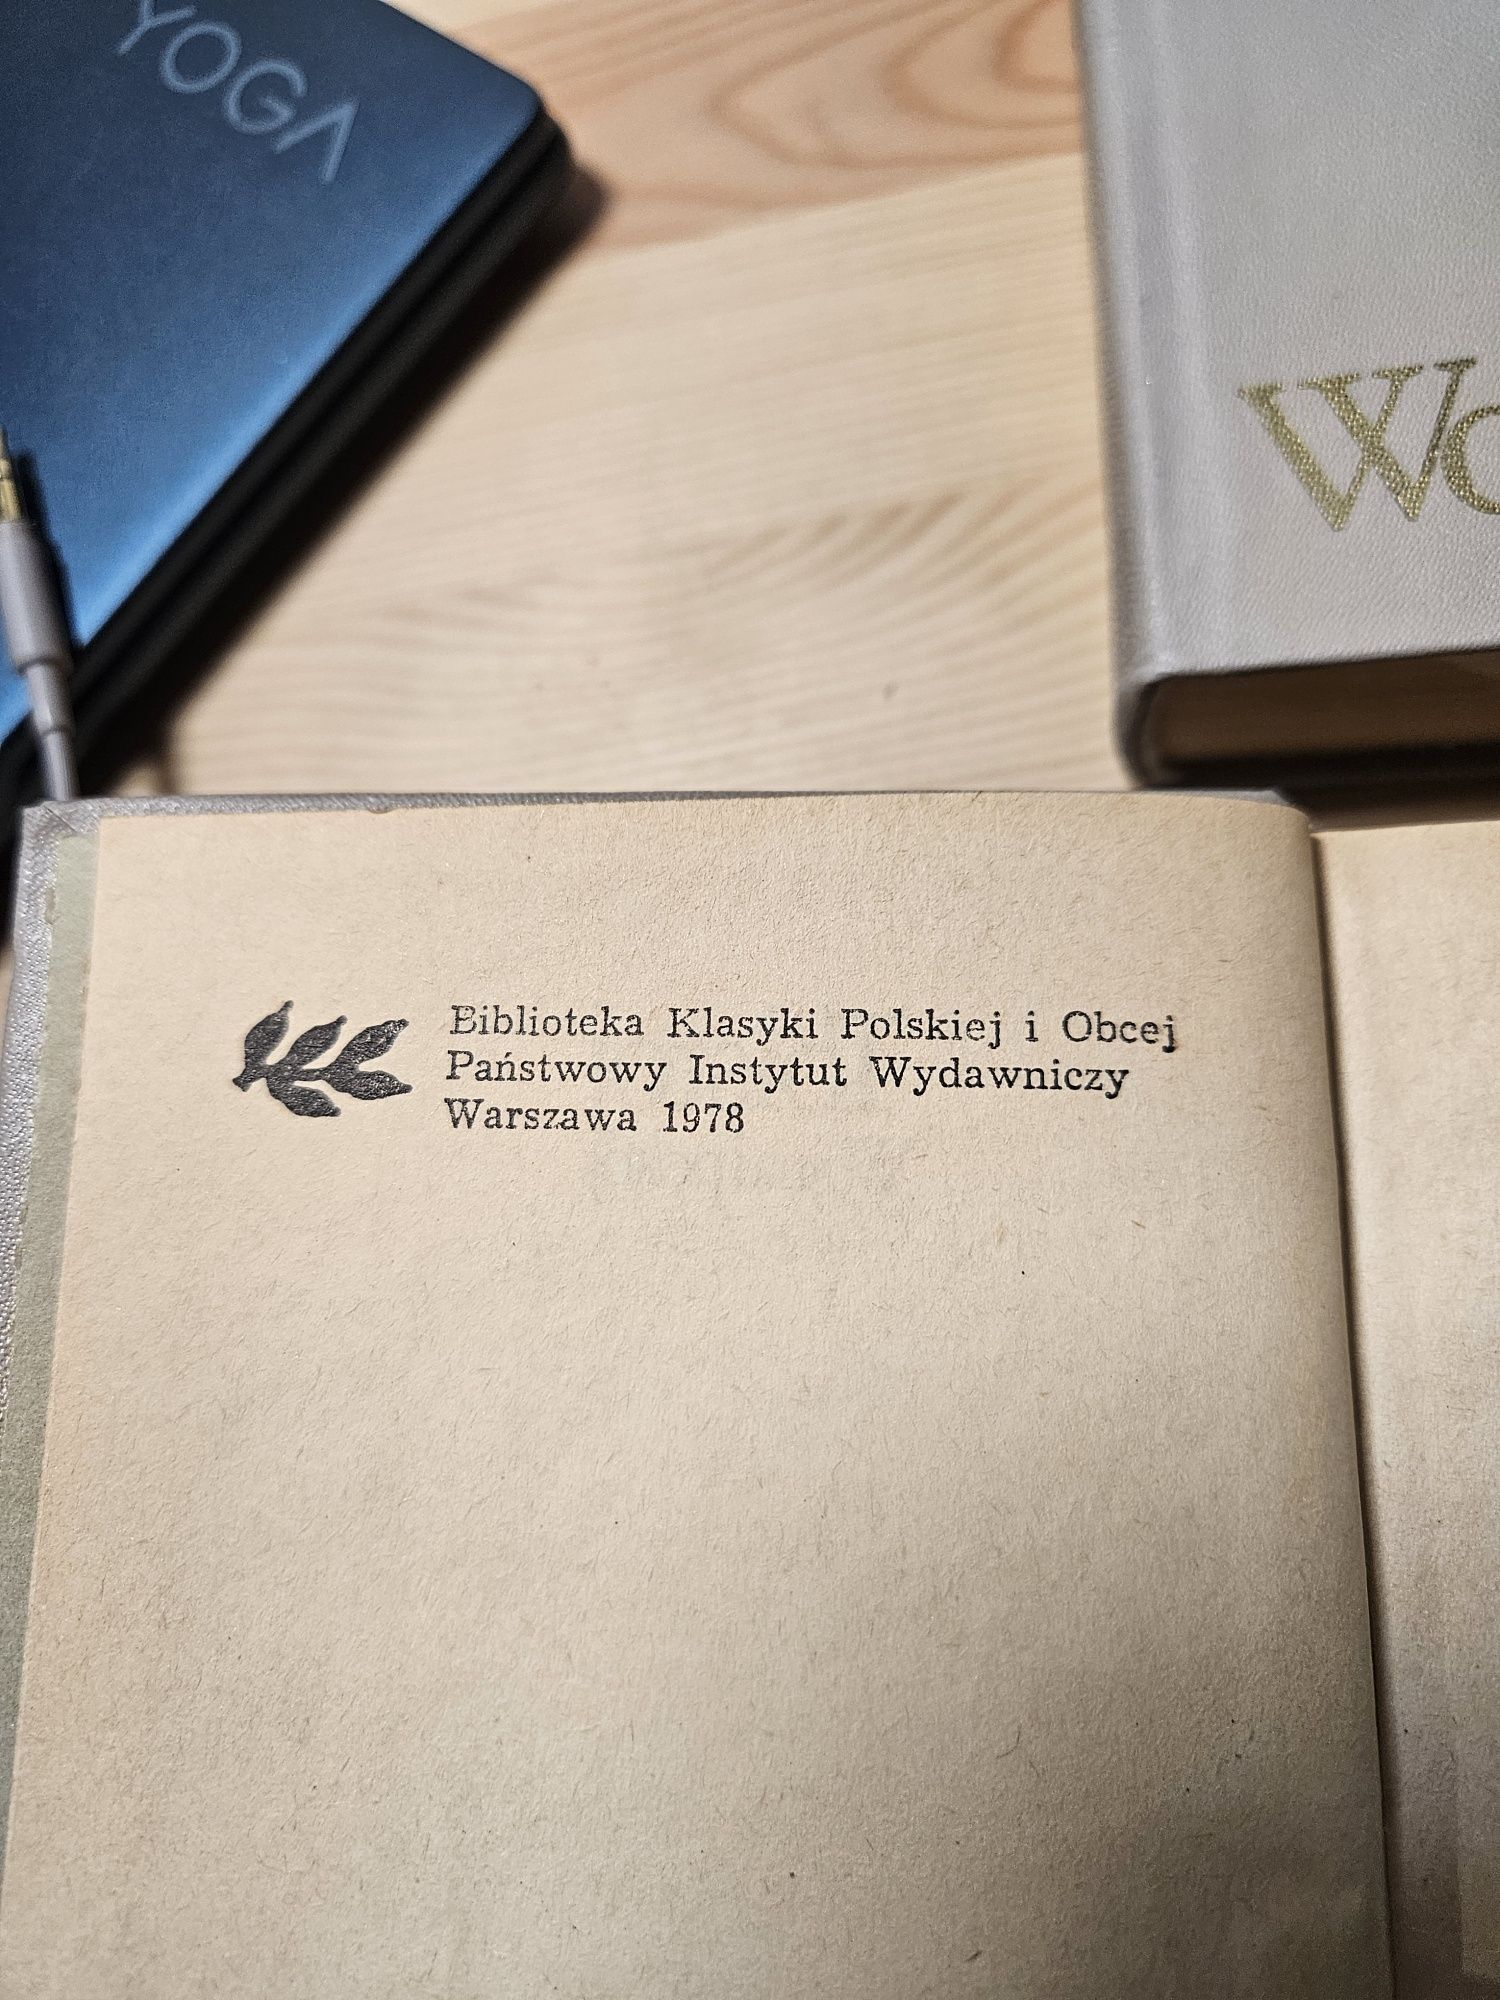 YOGA
Wo
Biblioteka Klasyki Polskiej i Obcej
Państwowy Instytut Wydawniczy
Warszawa 1978